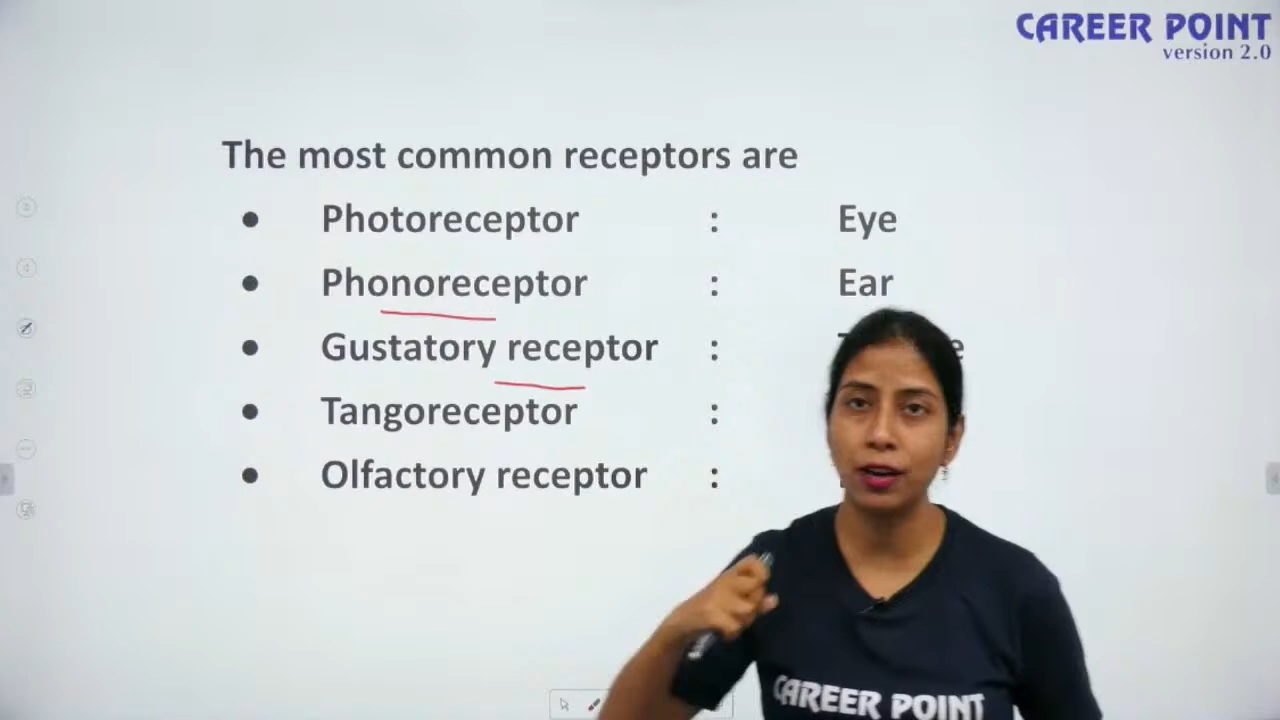 CAREER POINT
version 2.0
The most common receptors are
• Photoreceptor : Eye
• Phonoreceptor : Ear
• Gustatory receptor :
• Tangoreceptor :
• Olfactory receptor :
CAREER POINT